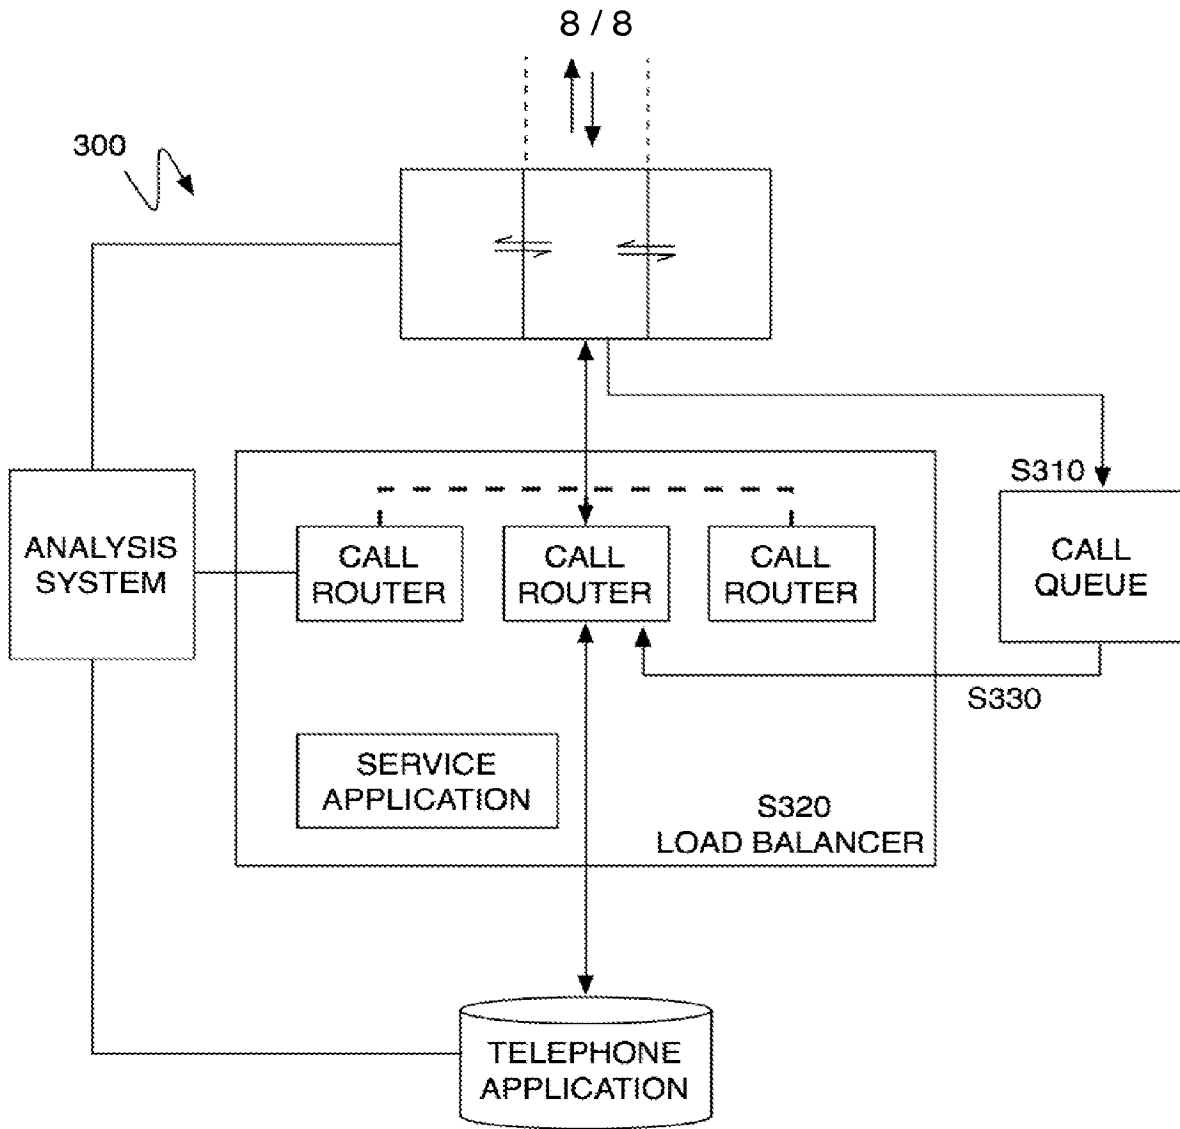 8 / 8
300
S310
ANALYSIS
SYSTEM
CALL
ROUTER
CALL
ROUTER
CALL
ROUTER
CALL
QUEUE
S330
SERVICE
APPLICATION
S320
LOAD BALANCER
TELEPHONE
APPLICATION